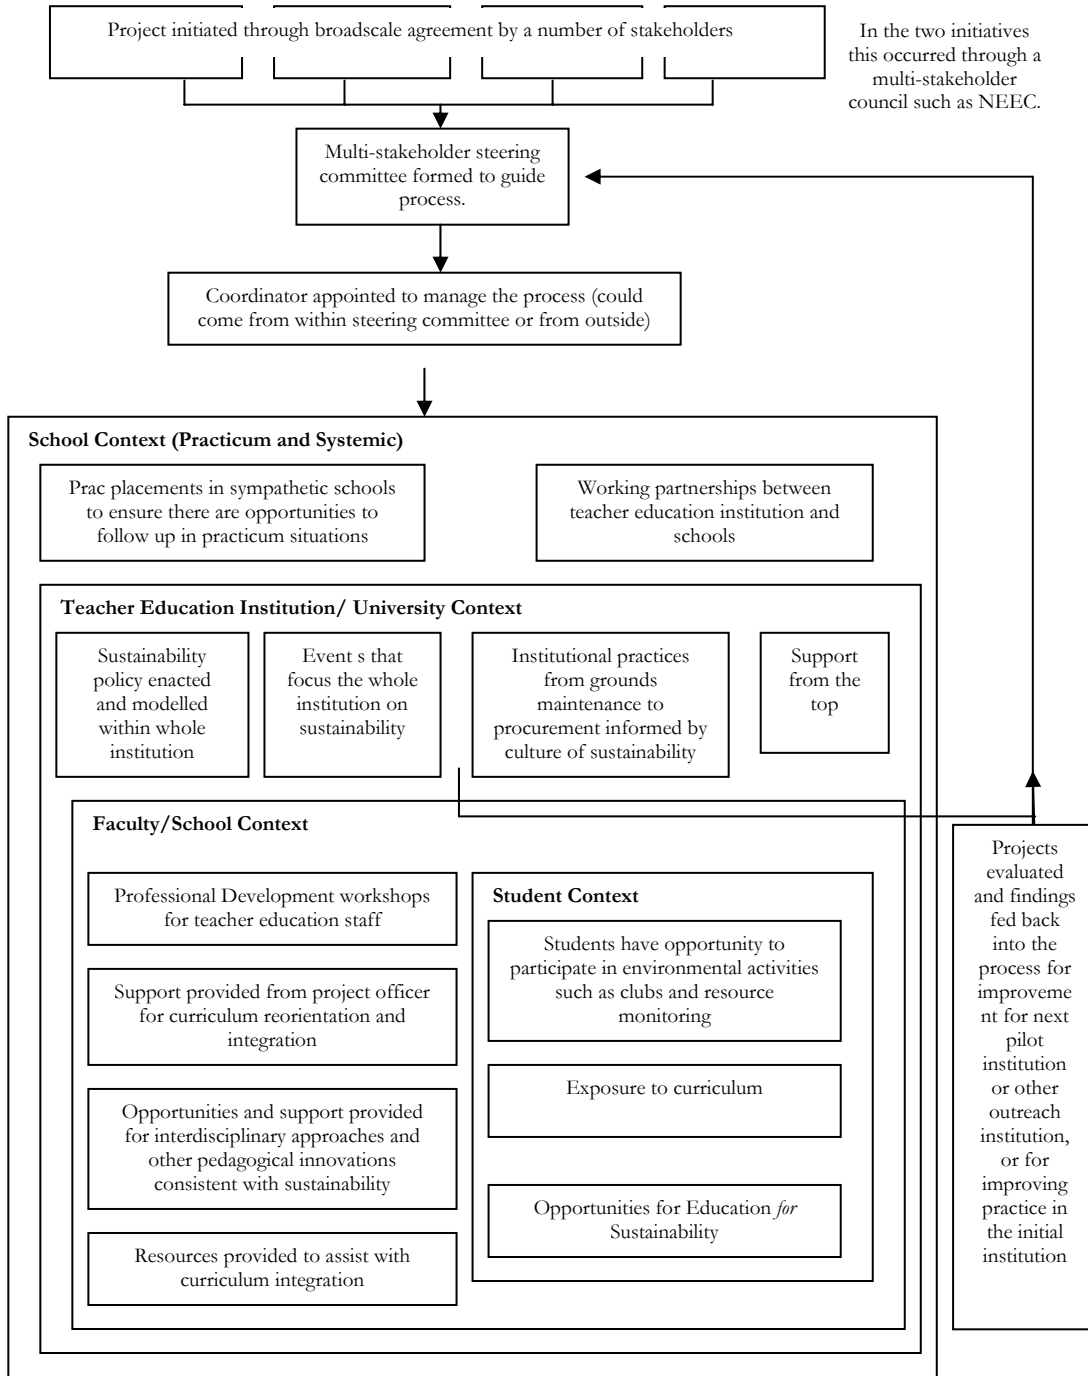 Project initiated through broadscale agreement by a number of stakeholders
In the two initiatives
this occurred through a
multi-stakeholder
council such as NEEC.
Multi-stakeholder steering
committee formed to guide
process.
Coordinator appointed to manage the process (could
come from within steering committee or from outside)
School Context (Practicum and Systemic)
Prac placements in sympathetic schools
to ensure there are opportunities to
follow up in practicum situations
Working partnerships between
teacher education institution and
schools
Teacher Education Institution/ University Context
Sustainability
policy enacted
and modelled
within whole
institution
Event s that
focus the whole
institution on
sustainability
Institutional practices
from grounds
maintenance to
procurement informed by
culture of sustainability
Support
from the
top
Faculty/School Context
Professional Development workshops
for teacher education staff
Support provided from project officer
for curriculum reorientation and
integration
Opportunities and support provided
for interdisciplinary approaches and
other pedagogical innovations
consistent with sustainability
Resources provided to assist with
curriculum integration
Student Context
Students have opportunity to
participate in environmental activities
such as clubs and resource
monitoring
Exposure to curriculum
Opportunities for Education for
Sustainability
Projects
evaluated
and findings
fed back
into the
process for
improveme
nt for next
pilot
institution
or other
outreach
institution,
or for
improving
practice in
the initial
institution